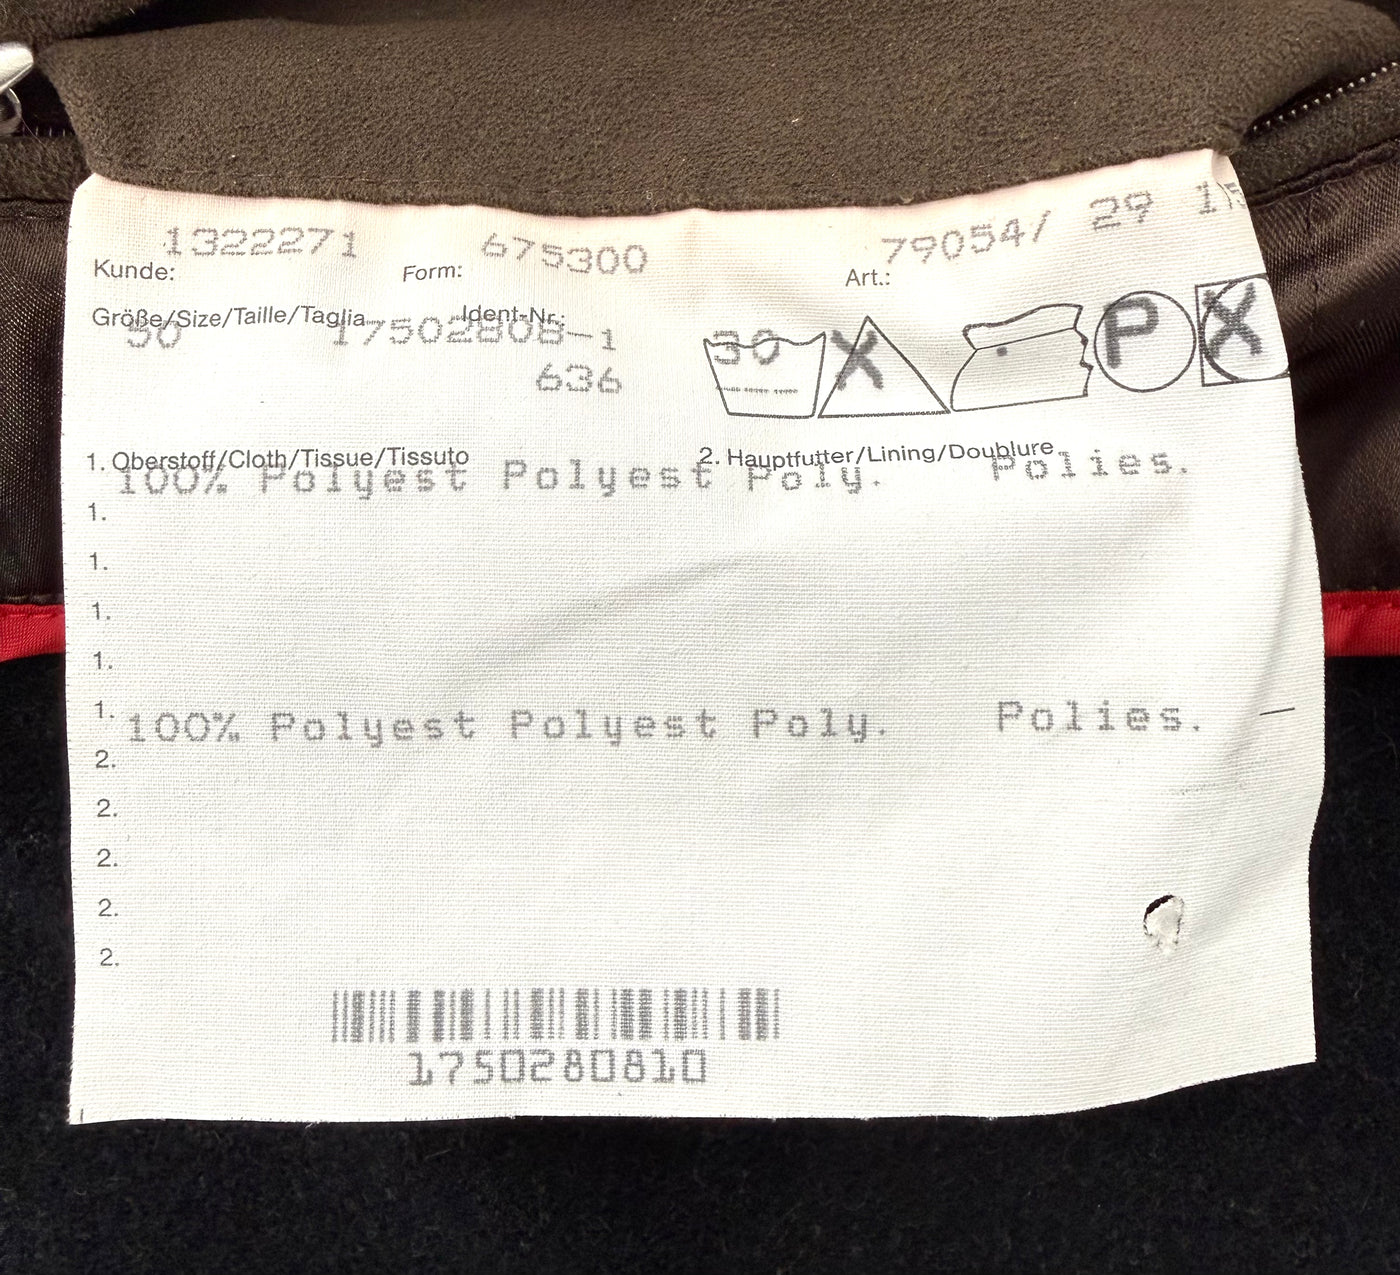 1322271 675300 79054/ 29
Kunde: Form: Art.:
Größe/Size/Taille/Taglia Ident-Nr.:
50 17502808-1
636
30 X P X
1. Oberstoff/Cloth/Tissue/Tissuto 2. Hauptfutter/Lining/Doublure
100% Polyest Polyest Poly. Polies.
1.
1.
1.
1.
1.
100% Polyest Polyest Poly. Polies.
2.
2.
2.
2.
2.
1750280810